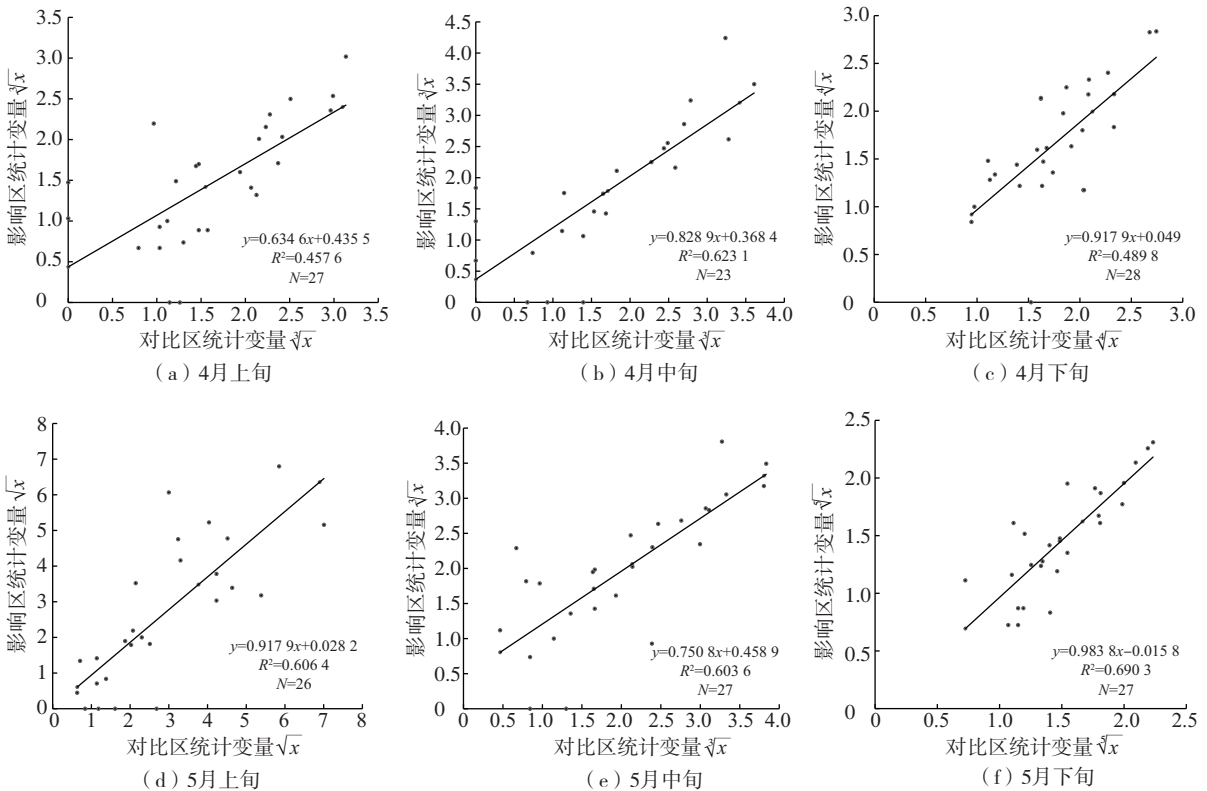 3.5
3.0
2.5
2.0
1.5
1.0
0.5
0
影响区统计变量∛x
0 0.5 1.0 1.5 2.0 2.5 3.0 3.5
y=0.634 6x+0.435 5
R²=0.457 6
N=27
对比区统计变量∛x
(a)4月上旬
4.5
4.0
3.5
3.0
2.5
2.0
1.5
1.0
0.5
0
影响区统计变量∛x
0 0.5 1.0 1.5 2.0 2.5 3.0 3.5 4.0
y=0.828 9x+0.368 4
R²=0.623 1
N=23
对比区统计变量∛x
(b)4月中旬
3.0
2.5
2.0
1.5
1.0
0.5
0
影响区统计变量∜x
0 0.5 1.0 1.5 2.0 2.5 3.0
y=0.917 9x+0.049
R²=0.489 8
N=28
对比区统计变量∜x
(c)4月下旬
8
7
6
5
4
3
2
1
0
影响区统计变量√x
0 1 2 3 4 5 6 7 8
y=0.917 9x+0.028 2
R²=0.606 4
N=26
对比区统计变量√x
(d)5月上旬
4.0
3.5
3.0
2.5
2.0
1.5
1.0
0.5
0
影响区统计变量∛x
0 0.5 1.0 1.5 2.0 2.5 3.0 3.5 4.0
y=0.750 8x+0.458 9
R²=0.603 6
N=27
对比区统计变量∛x
(e)5月中旬
2.5
2.0
1.5
1.0
0.5
0
影响区统计变量⁵√x
0 0.5 1.0 1.5 2.0 2.5
y=0.983 8x−0.015 8
R²=0.690 3
N=27
对比区统计变量⁵√x
(f)5月下旬